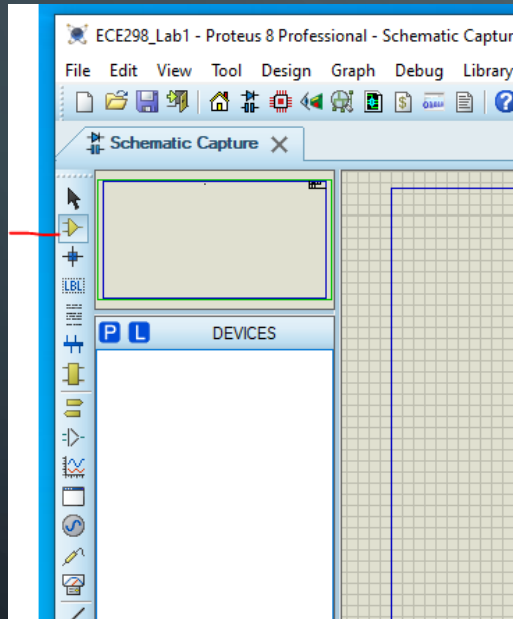 ECE298_Lab1 - Proteus 8 Professional - Schematic Captur
File Edit View Tool Design Graph Debug Library
$
?
Schematic Capture
LBL
P L DEVICES